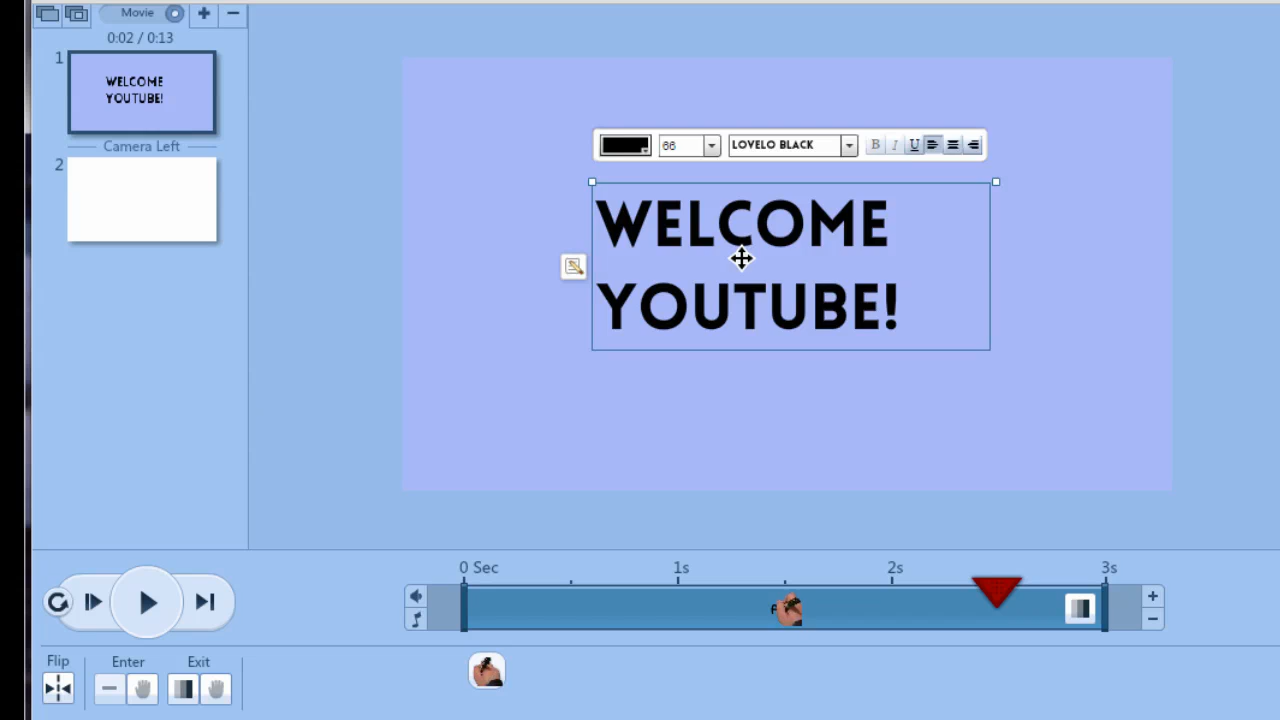 Movie
0:02 / 0:13
1
WELCOME
YOUTUBE!
Camera Left
2
66
LOVELO BLACK
B I U
WELCOME
YOUTUBE!
0 Sec 1s 2s 3s
Flip Enter Exit